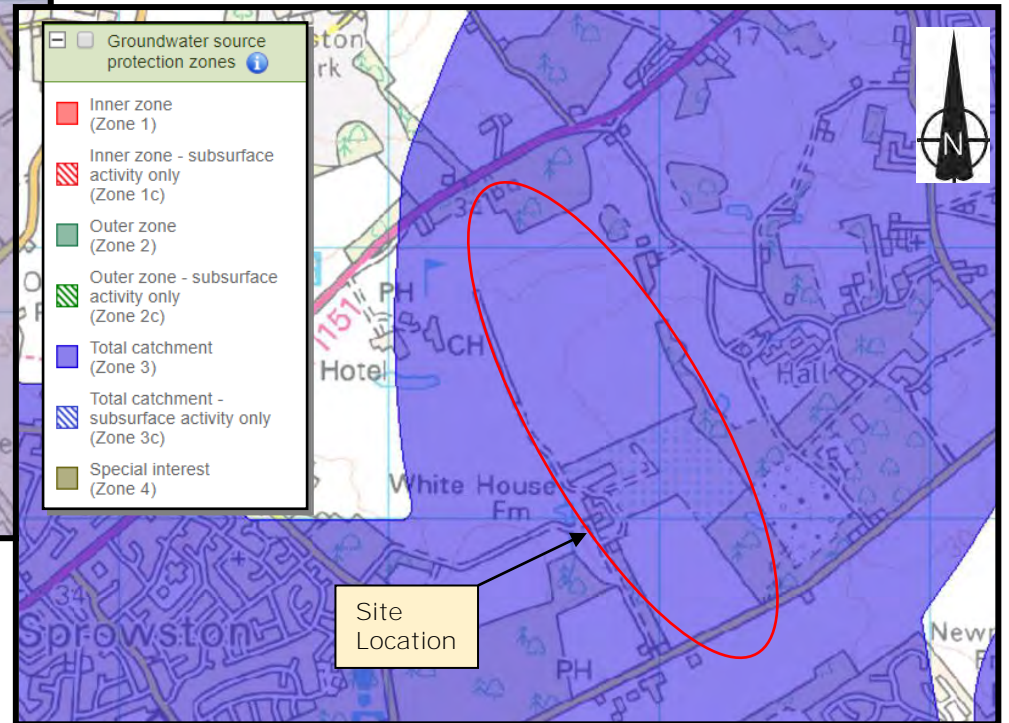 Groundwater source
protection zones i
Inner zone
(Zone 1)
Inner zone - subsurface
activity only
(Zone 1c)
Outer zone
(Zone 2)
Outer zone - subsurface
activity only
(Zone 2c)
Total catchment
(Zone 3)
Total catchment -
subsurface activity only
(Zone 3c)
Special interest
(Zone 4)
17
N
PH
CH
Hotel
Hall
White House
Fm
34
Sprowston
Site
Location
PH